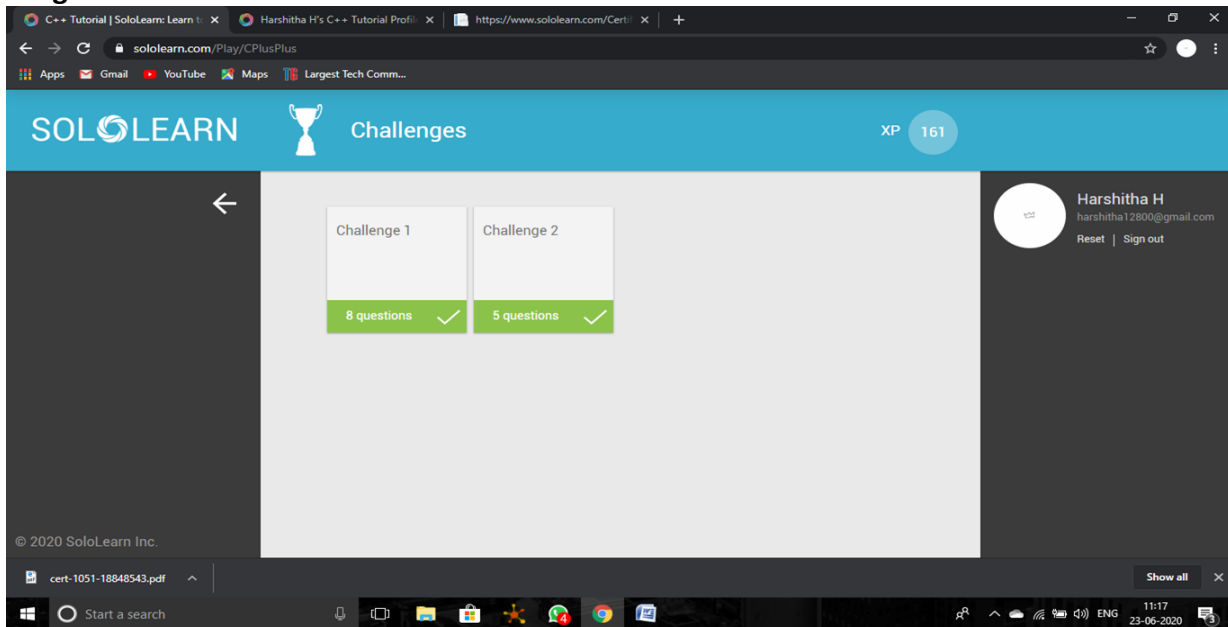 C++ Tutorial | SoloLearn: Learn t
Harshitha H's C++ Tutorial Profil
https://www.sololearn.com/Certi
sololearn.com/Play/CPlusPlus
Apps Gmail YouTube Maps Largest Tech Comm...
SOLOLEARN
Challenges
XP 161
Harshitha H
harshitha12800@gmail.com
Reset | Sign out
Challenge 1
Challenge 2
8 questions
5 questions
© 2020 SoloLearn Inc.
cert-1051-18848543.pdf
Show all
Start a search
4
ENG
11:17
23-06-2020
3